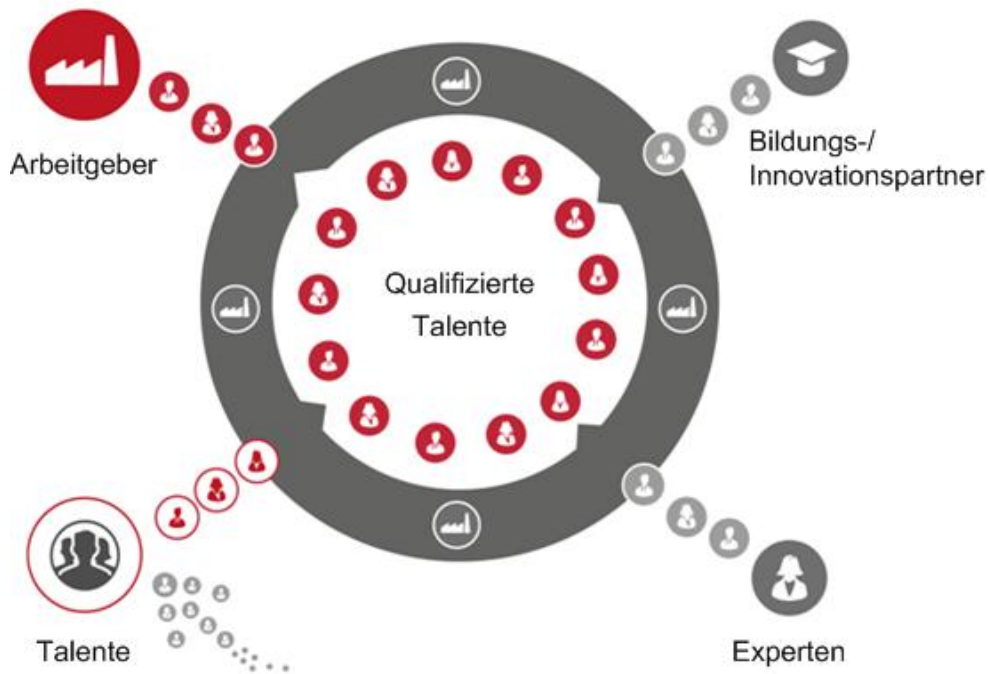 Arbeitgeber
Bildungs-/
Innovationspartner
Qualifizierte
Talente
Talente
Experten